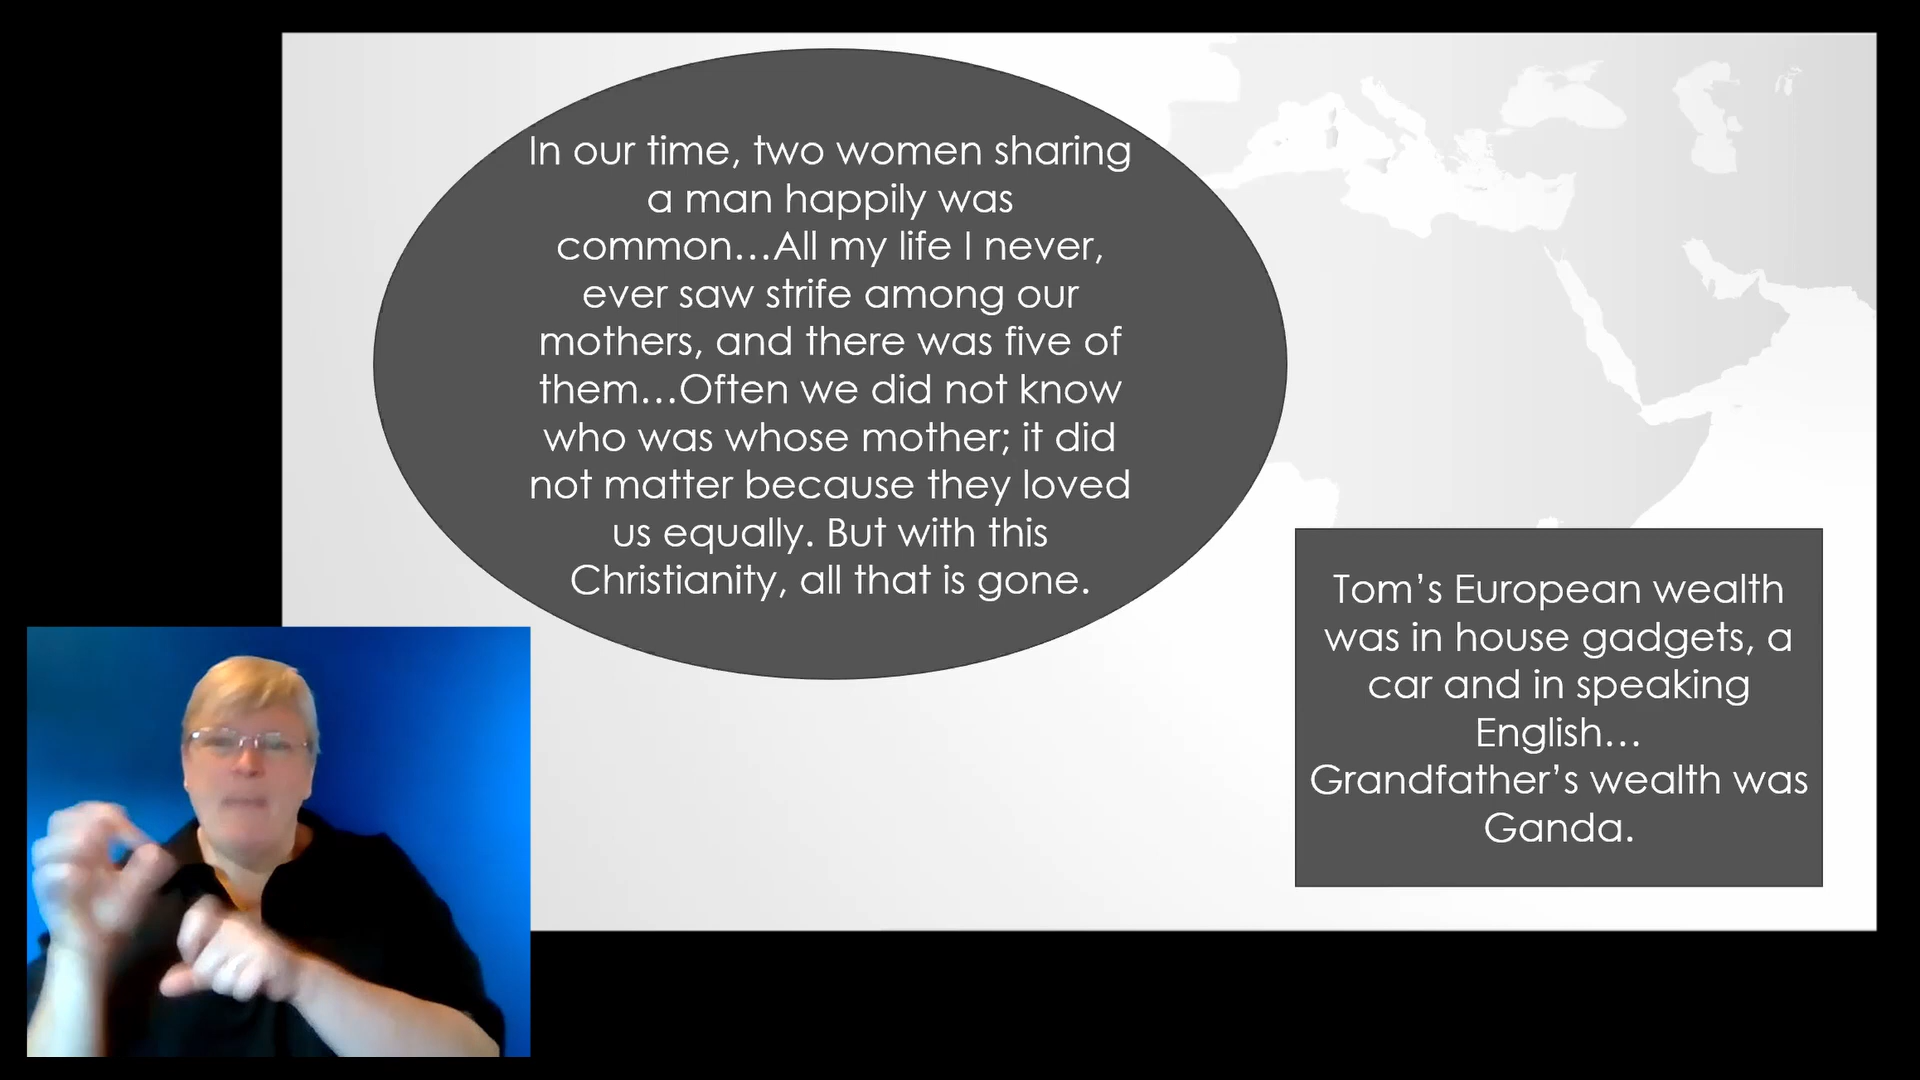 In our time, two women sharing
a man happily was
common…All my life I never,
ever saw strife among our
mothers, and there was five of
them…Often we did not know
who was whose mother; it did
not matter because they loved
us equally. But with this
Christianity, all that is gone.
Tom’s European wealth
was in house gadgets, a
car and in speaking
English…
Grandfather’s wealth was
Ganda.